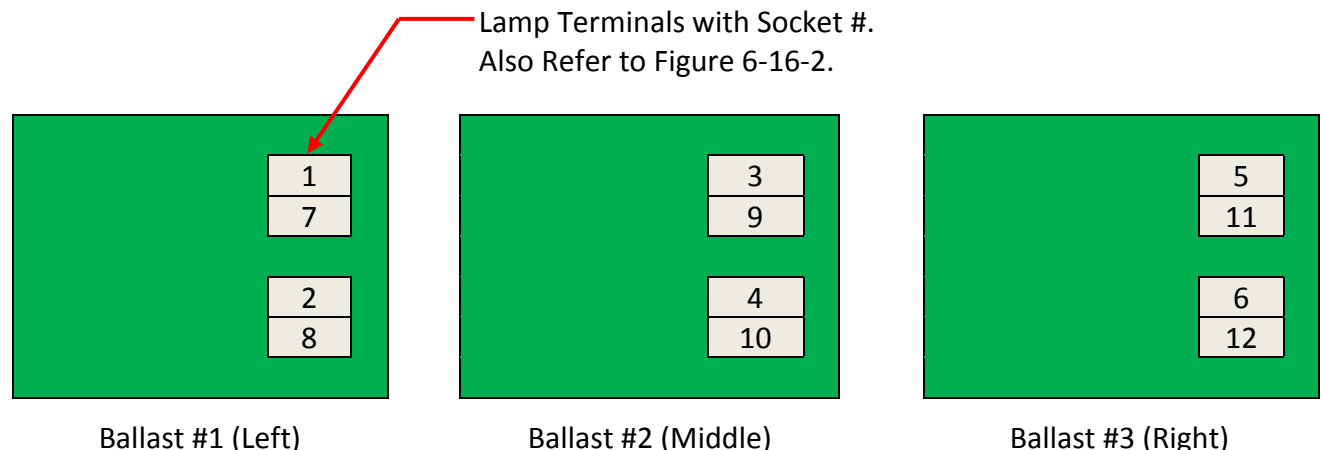 Lamp Terminals with Socket #.
Also Refer to Figure 6-16-2.
1
7
2
8
3
9
4
10
5
11
6
12
Ballast #1 (Left)
Ballast #2 (Middle)
Ballast #3 (Right)